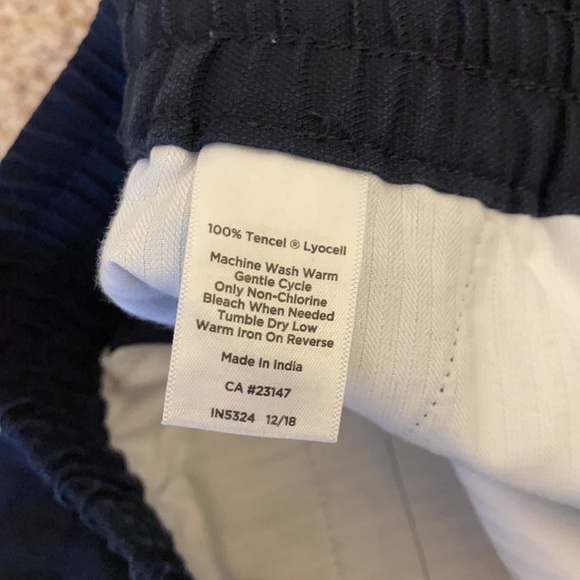 100% Tencel ® Lyocell
Machine Wash Warm
Gentle Cycle
Only Non-Chlorine
Bleach When Needed
Tumble Dry Low
Warm Iron On Reverse
Made In India
CA #23147
IN5324 12/18